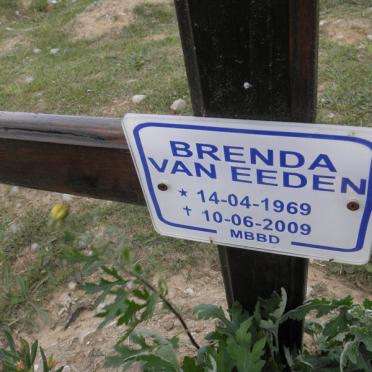 BRENDA
VAN EEDEN
★ 14-04-1969
✝ 10-06-2009
MBBD